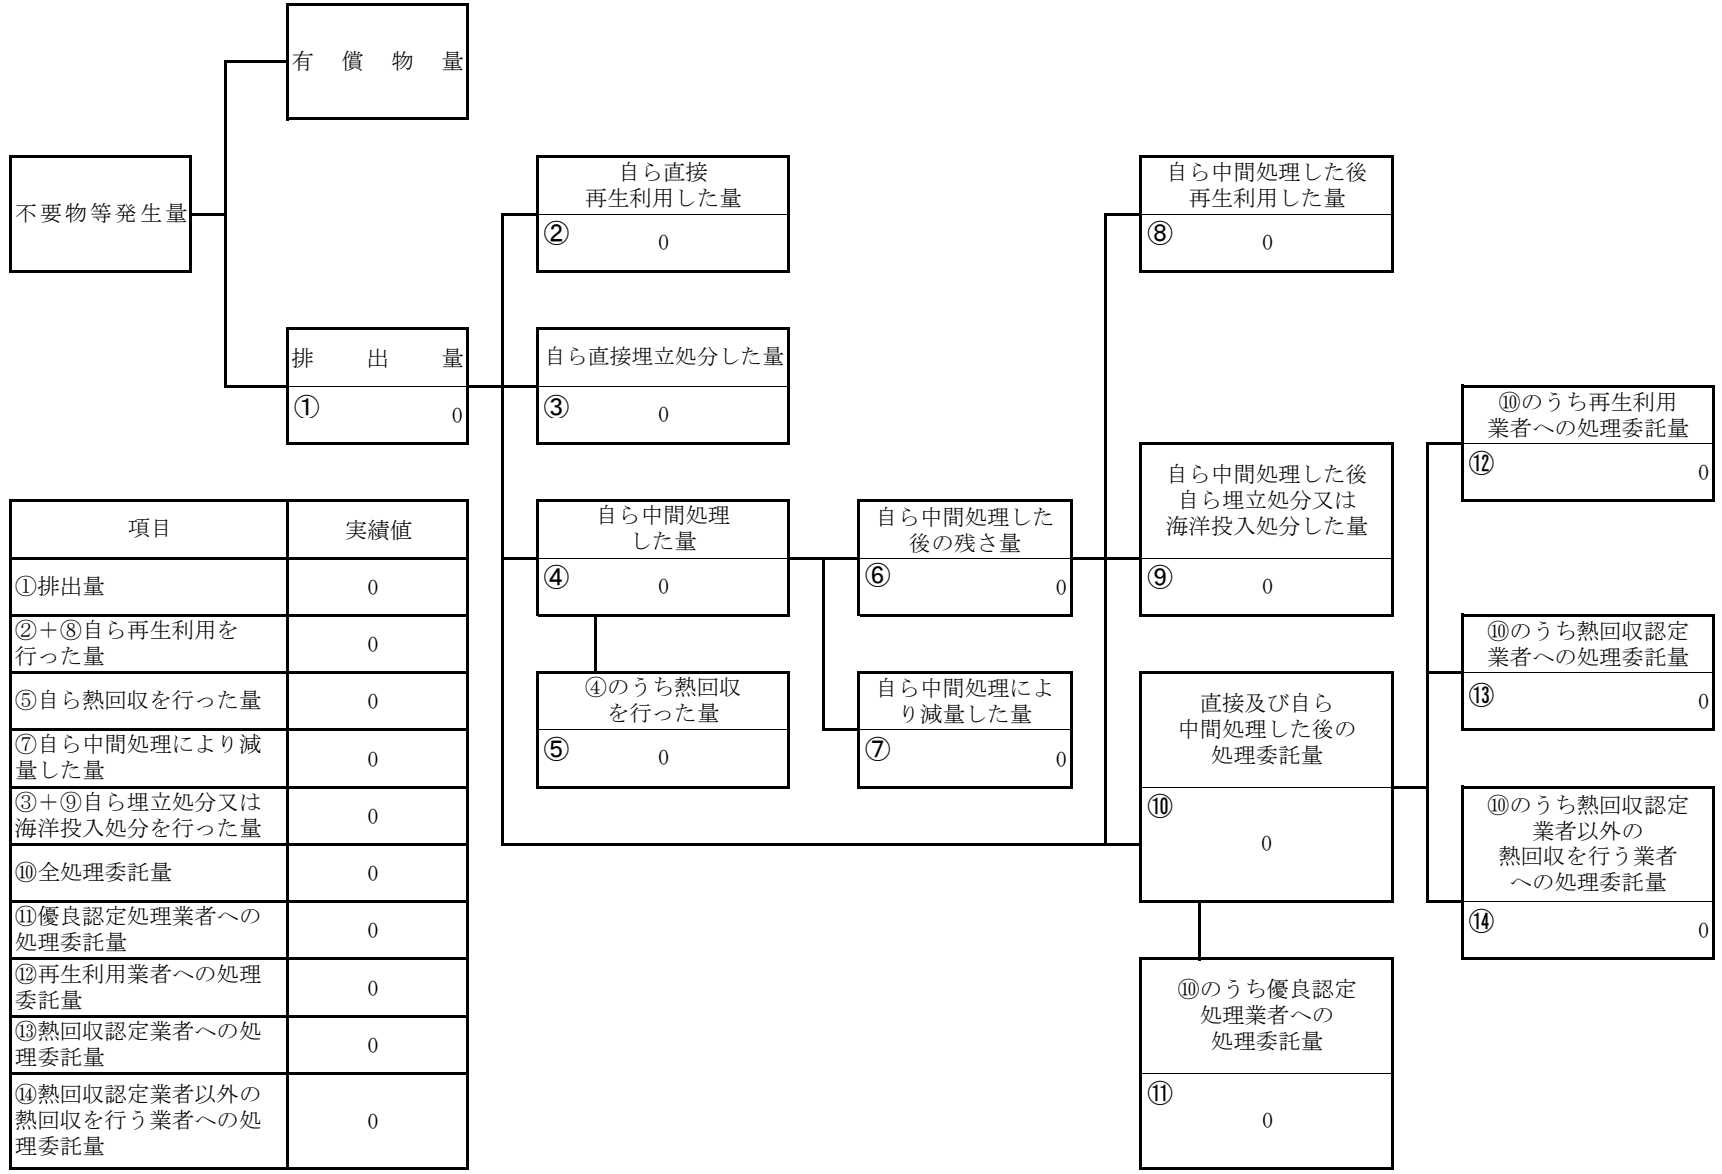 有償物量
不要物等発生量
排出量
①
0
自ら直接
再生利用した量
②
0
自ら直接埋立処分した量
③
0
自ら中間処理
した量
④
0
④のうち熱回収
を行った量
⑤
0
自ら中間処理した
後の残さ量
⑥
0
自ら中間処理によ
り減量した量
⑦
0
自ら中間処理した後
再生利用した量
⑧
0
自ら中間処理した後
自ら埋立処分又は
海洋投入処分した量
⑨
0
直接及び自ら
中間処理した後の
処理委託量
⑩
0
⑩のうち優良認定
処理業者への
処理委託量
⑪
0
⑩のうち再生利用
業者への処理委託量
⑫
0
⑩のうち熱回収認定
業者への処理委託量
⑬
0
⑩のうち熱回収認定
業者以外の
熱回収を行う業者
への処理委託量
⑭
0
項目 実績値
①排出量 0
②＋⑧自ら再生利用を
行った量
0
⑤自ら熱回収を行った量 0
⑦自ら中間処理により減
量した量
0
③＋⑨自ら埋立処分又は
海洋投入処分を行った量
0
⑩全処理委託量 0
⑪優良認定処理業者への
処理委託量
0
⑫再生利用業者への処理
委託量
0
⑬熱回収認定業者への処
理委託量
0
⑭熱回収認定業者以外の
熱回収を行う業者への処
理委託量
0